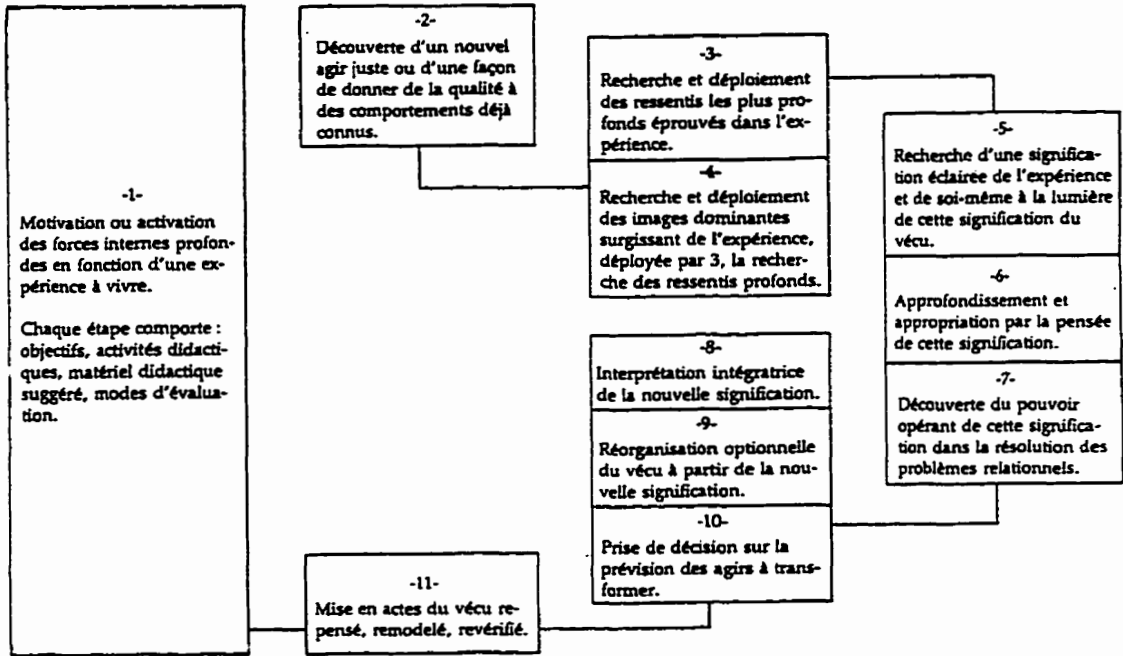 -1-
Motivation ou activation
des forces internes profon-
des en fonction d'une ex-
périence à vivre.
Chaque étape comporte :
objectifs, activités didacti-
ques, matériel didactique
suggéré, modes d'évalua-
tion.
-2-
Découverte d'un nouvel
agir juste ou d'une façon
de donner de la qualité à
des comportements déjà
connus.
-3-
Recherche et déploiement
des ressentis les plus pro-
fonds éprouvés dans l'ex-
périence.
-4-
Recherche et déploiement
des images dominantes
surgissant de l'expérience,
déployée par 3, la recher-
che des ressentis profonds.
-5-
Recherche d'une significa-
tion éclairée de l'expérience
et de soi-même à la lumière
de cette signification du
vécu.
-6-
Approfondissement et
appropriation par la pensée
de cette signification.
-7-
Découverte du pouvoir
opérant de cette significa-
tion dans la résolution des
problèmes relationnels.
-8-
Interprétation intégratrice
de la nouvelle signification.
-9-
Réorganisation optionnelle
du vécu à partir de la nou-
velle signification.
-10-
Prise de décision sur la
prévision des agirs à trans-
former.
-11-
Mise en actes du vécu re-
pensé, remodelé, revérifié.